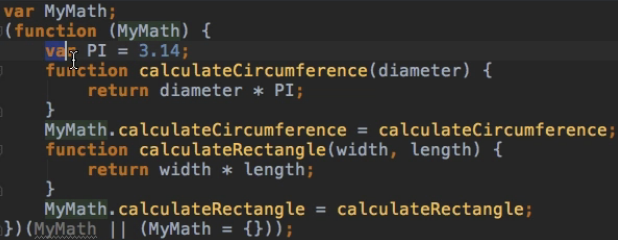 var MyMath;
(function (MyMath) {
    var PI = 3.14;
    function calculateCircumference(diameter) {
        return diameter * PI;
    }
    MyMath.calculateCircumference = calculateCircumference;
    function calculateRectangle(width, length) {
        return width * length;
    }
    MyMath.calculateRectangle = calculateRectangle;
})(MyMath || (MyMath = {}));